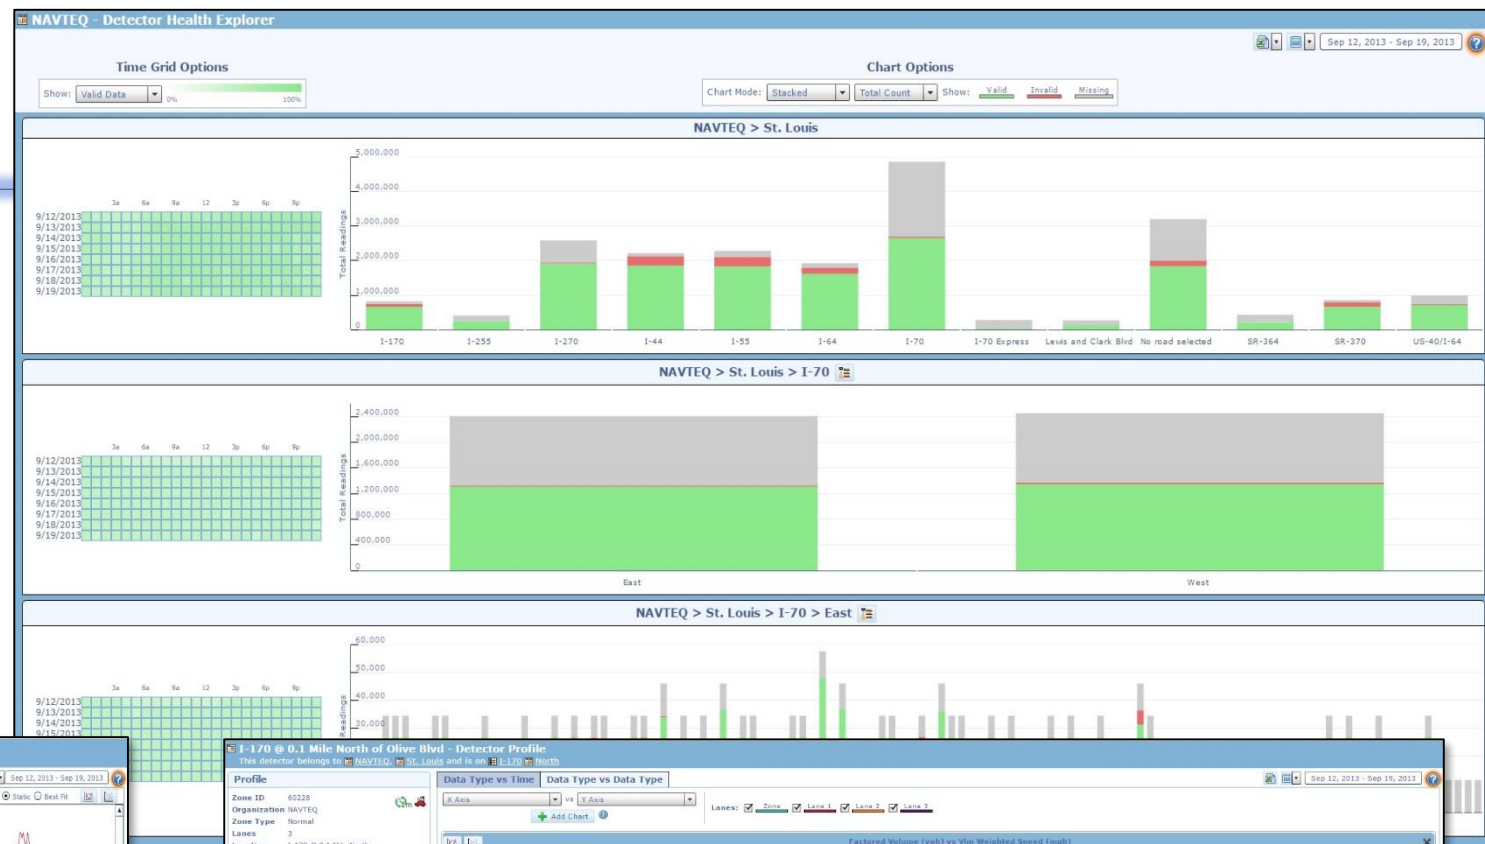 NAVTEQ - Detector Health Explorer
Sep 12, 2013 - Sep 19, 2013
Time Grid Options
Chart Options
Show: Valid Data 0% 100%
Chart Mode: Stacked Total Count Show: Valid Invalid Missing
NAVTEQ > St. Louis
5,000,000
4,000,000
3,000,000
2,000,000
1,000,000
0
Total Readings
3a 6a 9a 12 3p 6p 9p
9/12/2013
9/13/2013
9/14/2013
9/15/2013
9/16/2013
9/17/2013
9/18/2013
9/19/2013
I-170 I-255 I-270 I-44 I-55 I-64 I-70 I-70 Express Lewis and Clark Blvd No road selected SR-364 SR-370 US-40/I-64
NAVTEQ > St. Louis > I-70
2,400,000
2,000,000
1,600,000
1,200,000
800,000
400,000
0
Total Readings
3a 6a 9a 12 3p 6p 9p
9/12/2013
9/13/2013
9/14/2013
9/15/2013
9/16/2013
9/17/2013
9/18/2013
9/19/2013
East West
NAVTEQ > St. Louis > I-70 > East
60,000
50,000
40,000
30,000
Readings
3a 6a 9a 12 3p 6p 9p
9/12/2013
9/13/2013
9/14/2013
9/15/2013
Sep 12, 2013 - Sep 19, 2013
Static Best Fit
I-170 @ 0.1 Mile North of Olive Blvd - Detector Profile
This detector belongs to NAVTEQ, St. Louis and is on I-170 North
Profile
Data Type vs Time Data Type vs Data Type
Sep 12, 2013 - Sep 19, 2013
Zone ID 60228
Organization NAVTEQ
Zone Type Normal
Lanes 3
X Axis vs Y Axis
Add Chart
Lanes: Zone Lane 1 Lane 2 Lane 3
Factored Volume (vph) vs Vlm Weighted Speed (mph)